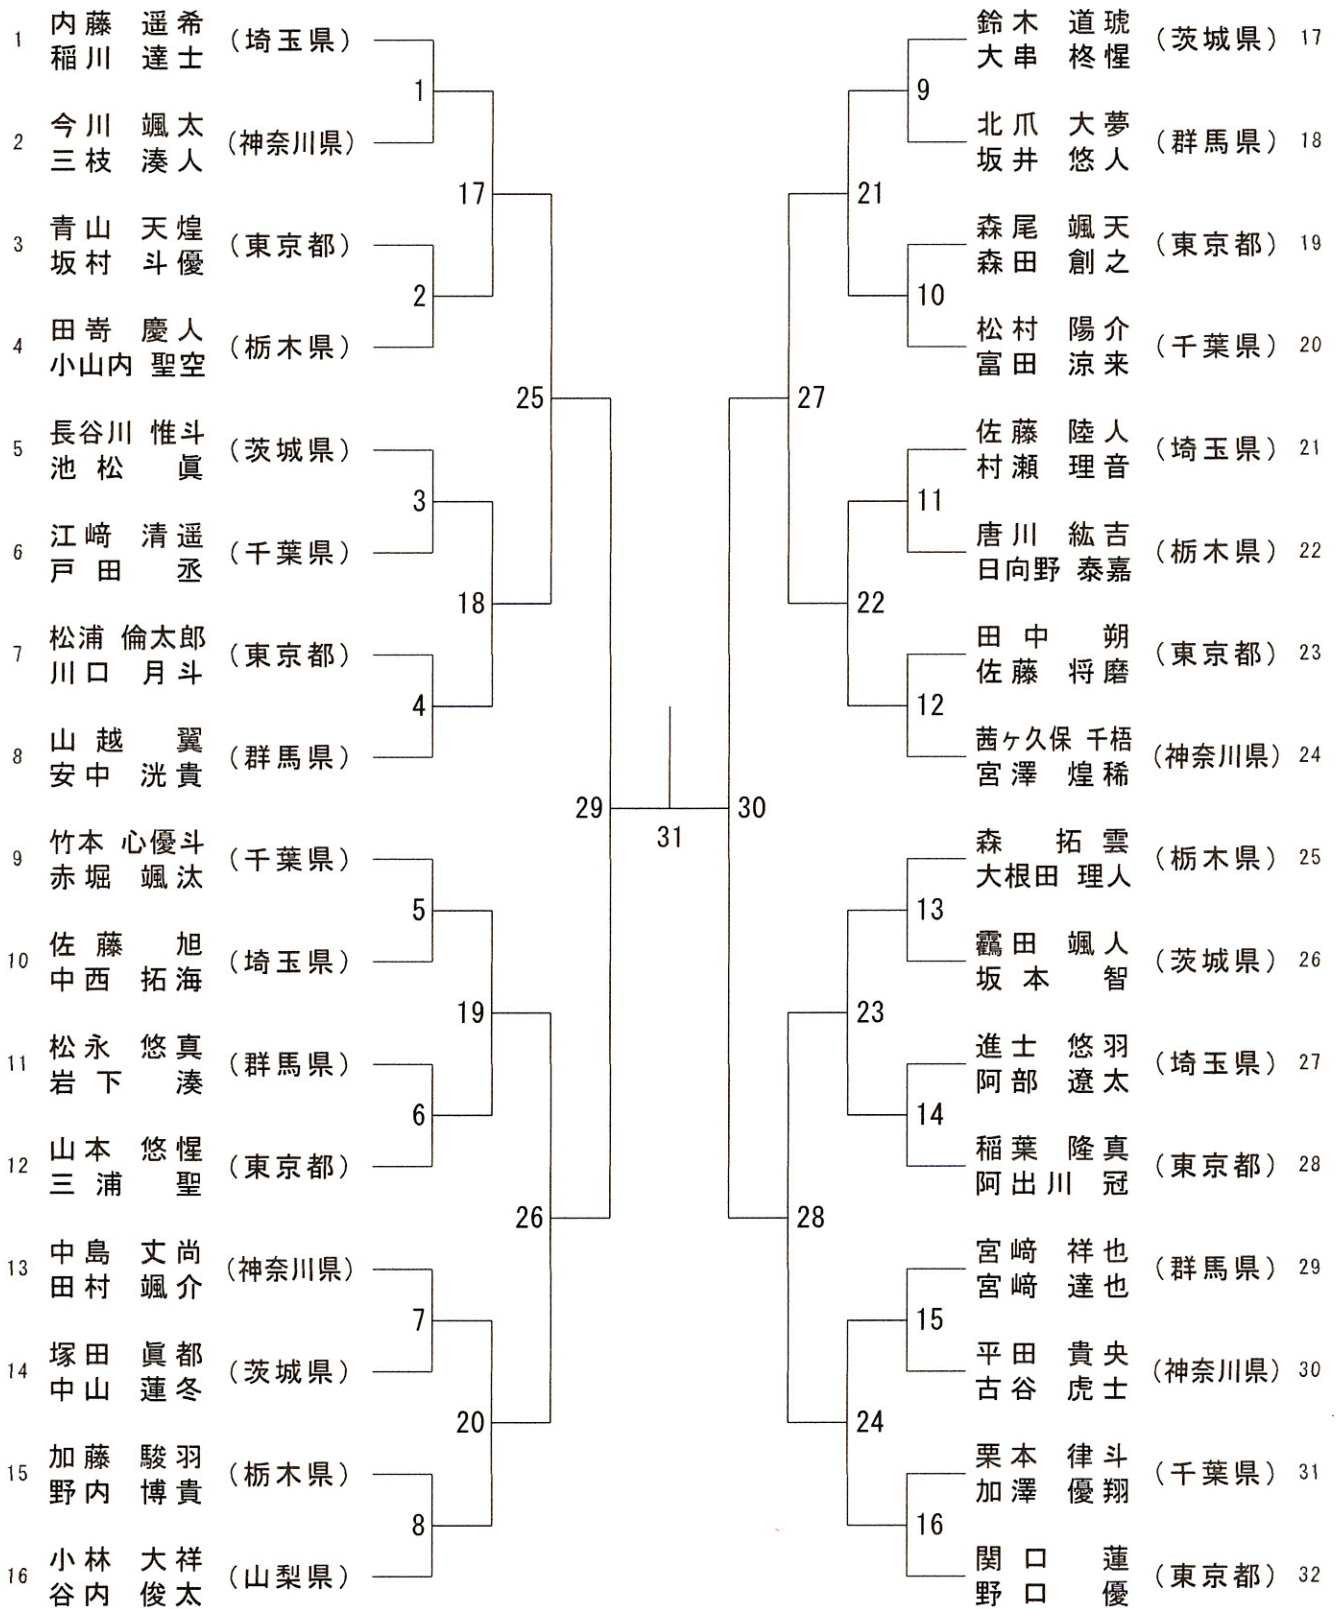 1 内藤 遥希 (埼玉県)
稲川 達士
2 今川 颯太 (神奈川県)
三枝 湊人
3 青山 天煌 (東京都)
坂村 斗優
4 田嵜 慶人 (栃木県)
小山内 聖空
5 長谷川 惟斗 (茨城県)
池松 眞
6 江﨑 清遥 (千葉県)
戸田 丞
7 松浦 倫太郎 (東京都)
川口 月斗
8 山越 翼 (群馬県)
安中 洸貴
9 竹本 心優斗 (千葉県)
赤堀 颯汰
10 佐藤 旭 (埼玉県)
中西 拓海
11 松永 悠真 (群馬県)
岩下 湊
12 山本 悠惺 (東京都)
三浦 聖
13 中島 丈尚 (神奈川県)
田村 颯介
14 塚田 眞都 (茨城県)
中山 蓮冬
15 加藤 駿羽 (栃木県)
野内 博貴
16 小林 大祥 (山梨県)
谷内 俊太
1
2
3
4
5
6
7
8
17
18
19
20
25
26
29
31
30
27
28
21
22
23
24
9
10
11
12
13
14
15
16
鈴木 道琥 (茨城県) 17
大串 柊惺
北爪 大夢 (群馬県) 18
坂井 悠人
森尾 颯天 (東京都) 19
森田 創之
松村 陽介 (千葉県) 20
富田 涼来
佐藤 陸人 (埼玉県) 21
村瀬 理音
唐川 紘吉 (栃木県) 22
日向野 泰嘉
田中 朔 (東京都) 23
佐藤 将磨
茜ヶ久保 千梧 (神奈川県) 24
宮澤 煌稀
森 拓雲 (栃木県) 25
大根田 理人
靏田 颯人 (茨城県) 26
坂本 智
進士 悠羽 (埼玉県) 27
阿部 遼太
稲葉 隆真 (東京都) 28
阿出川 冠
宮﨑 祥也 (群馬県) 29
宮﨑 達也
平田 貴央 (神奈川県) 30
古谷 虎士
栗本 律斗 (千葉県) 31
加澤 優翔
関口 蓮 (東京都) 32
野口 優